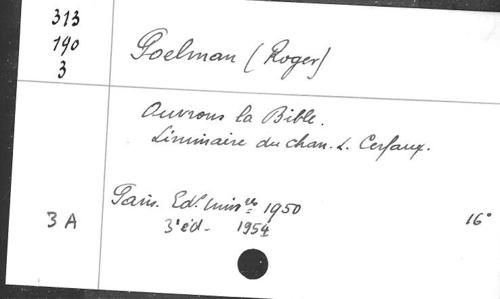 313
190
3
Poelman (Roger)
Ouvrons la Bible.
Liminaire du chan. L. Cerfaux.
Paris. Ed. Univ.res 1950
3 A
3e éd. 1954
16°